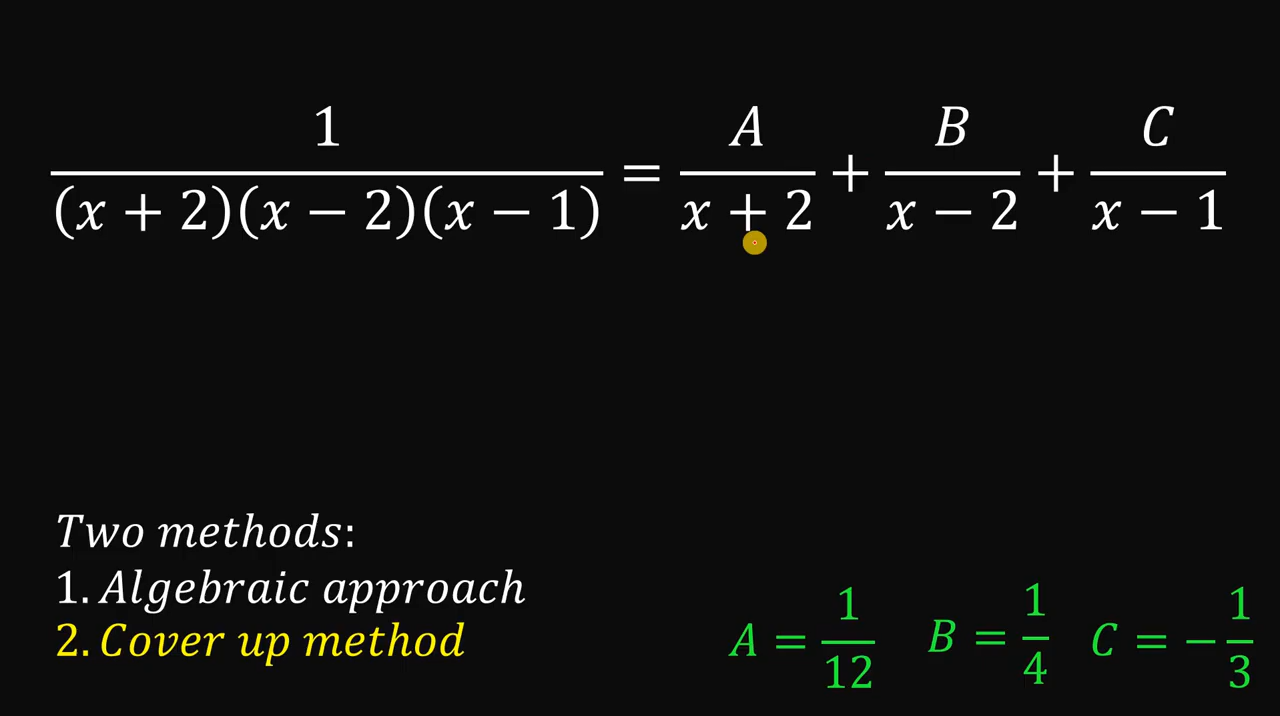 1/((x + 2)(x − 2)(x − 1)) = A/(x + 2) + B/(x − 2) + C/(x − 1)
Two methods:
1. Algebraic approach
2. Cover up method
A = 1/12 B = 1/4 C = −1/3